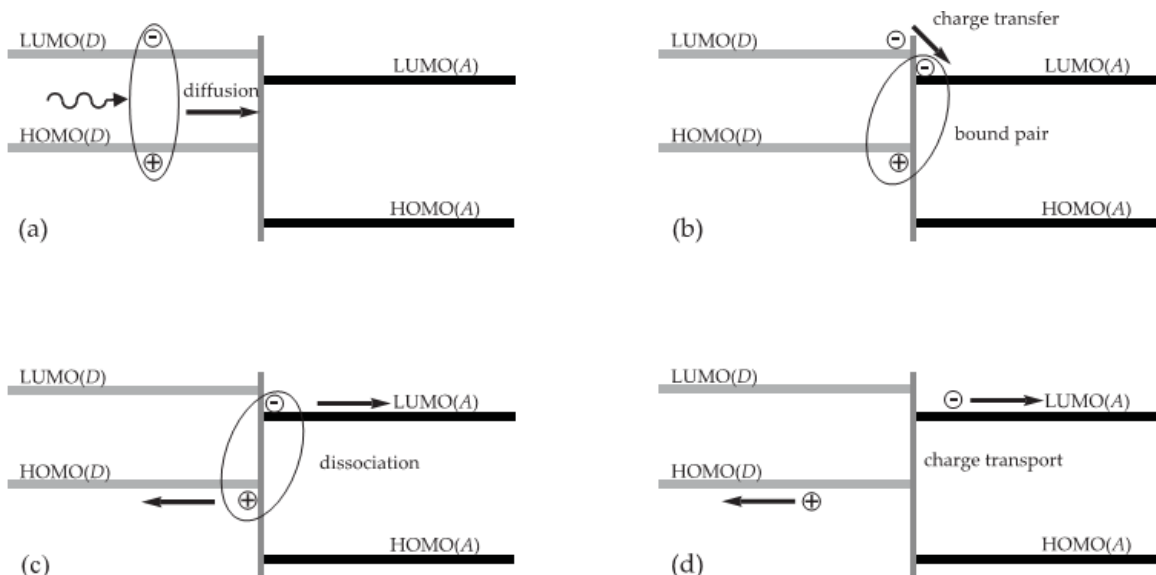 LUMO(D)
LUMO(A)
diffusion
HOMO(D)
HOMO(A)
(a)
charge transfer
LUMO(D)
LUMO(A)
HOMO(D)
bound pair
HOMO(A)
(b)
LUMO(D)
LUMO(A)
dissociation
HOMO(D)
HOMO(A)
(c)
LUMO(D)
LUMO(A)
charge transport
HOMO(D)
HOMO(A)
(d)